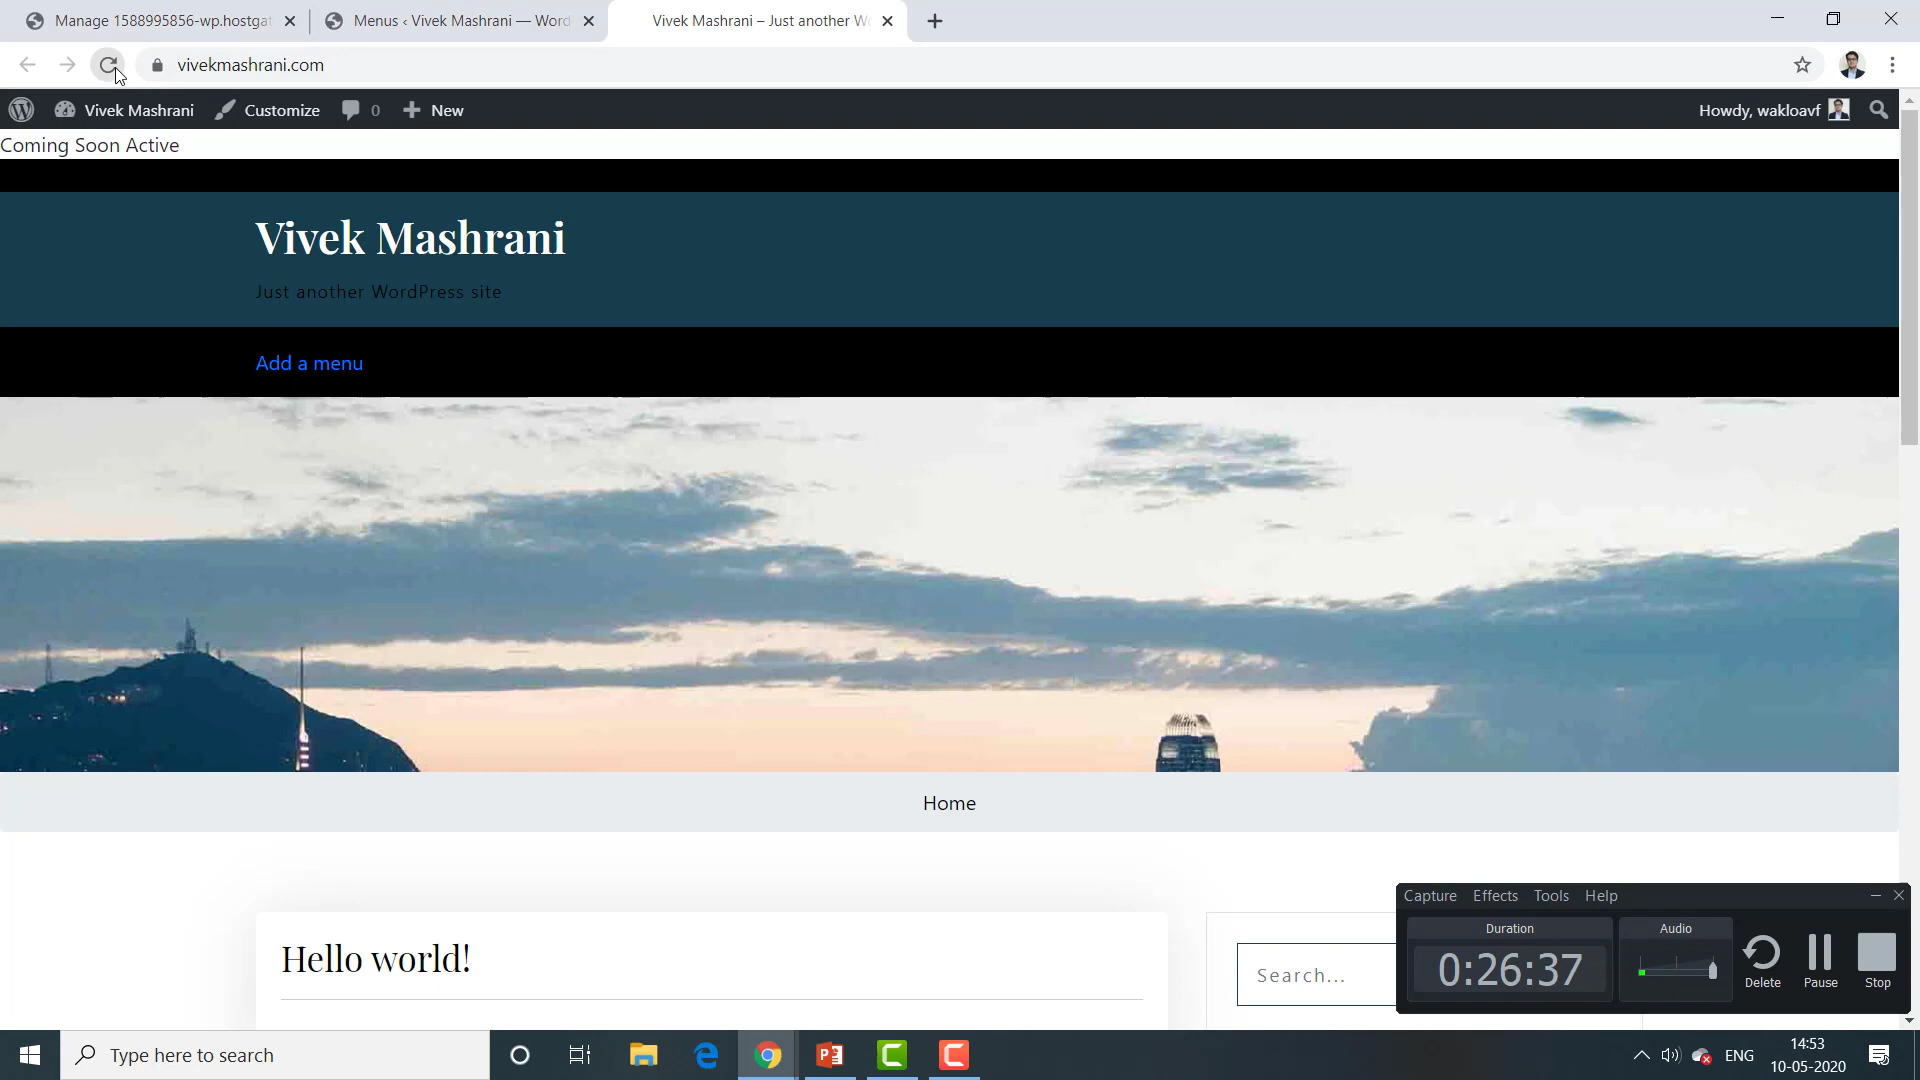 Manage 1588995856-wp.hostgat
Menus ‹ Vivek Mashrani — Word
Vivek Mashrani – Just another Wo
vivekmashrani.com
Vivek Mashrani
Customize
0
New
Howdy, wakloavf
Coming Soon Active
Vivek Mashrani
Just another WordPress site
Add a menu
Home
Hello world!
Search...
Capture
Effects
Tools
Help
Duration
Audio
0:26:37
Delete
Pause
Stop
Type here to search
ENG
14:53
10-05-2020